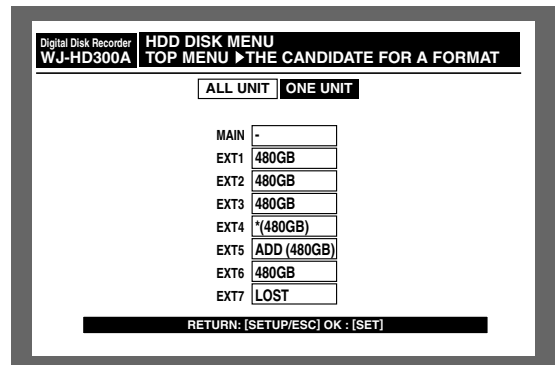 Digital Disk Recorder
WJ-HD300A
HDD DISK MENU
TOP MENU ▶THE CANDIDATE FOR A FORMAT
ALL UNIT ONE UNIT
MAIN -
EXT1 480GB
EXT2 480GB
EXT3 480GB
EXT4 *(480GB)
EXT5 ADD (480GB)
EXT6 480GB
EXT7 LOST
RETURN: [SETUP/ESC] OK : [SET]